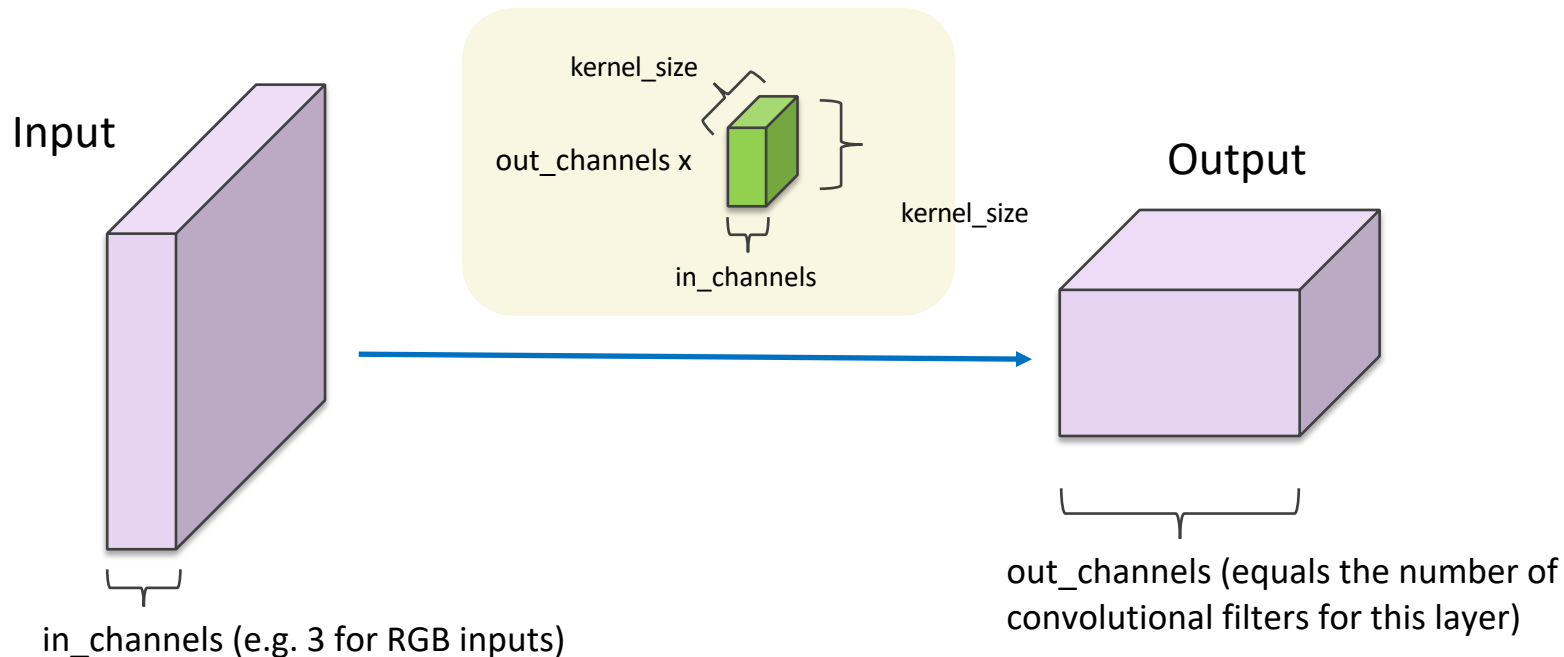 Input
in_channels (e.g. 3 for RGB inputs)
kernel_size
out_channels x
kernel_size
in_channels
Output
out_channels (equals the number of
convolutional filters for this layer)